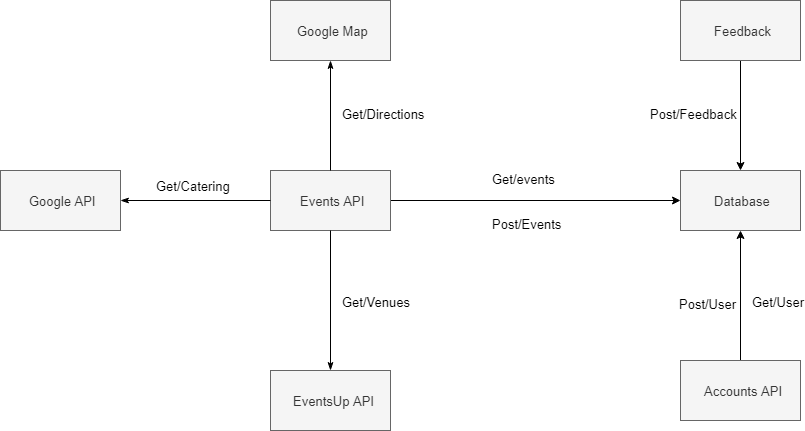 Google Map
Feedback
Get/Directions
Post/Feedback
Get/Catering
Get/events
Google API
Events API
Database
Post/Events
Get/Venues
Post/User
Get/User
EventsUp API
Accounts API